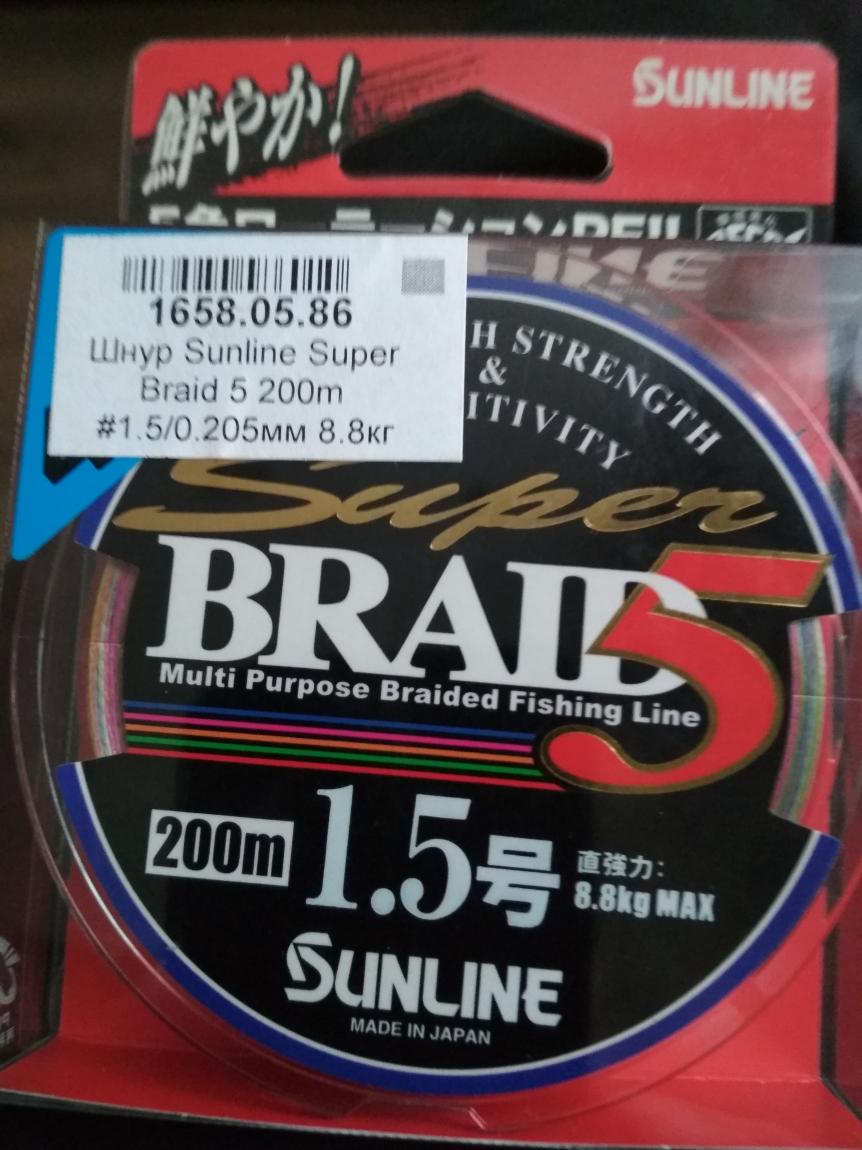 鮮やか!
SUNLINE
1658.05.86
Шнур Sunline Super
Braid 5 200m
#1.5/0.205мм 8.8кг
STRENGTH
&
Super
BRAID 5
Multi Purpose Braided Fishing Line
200m
1.5号
直強力:
8.8kg MAX
SUNLINE
MADE IN JAPAN